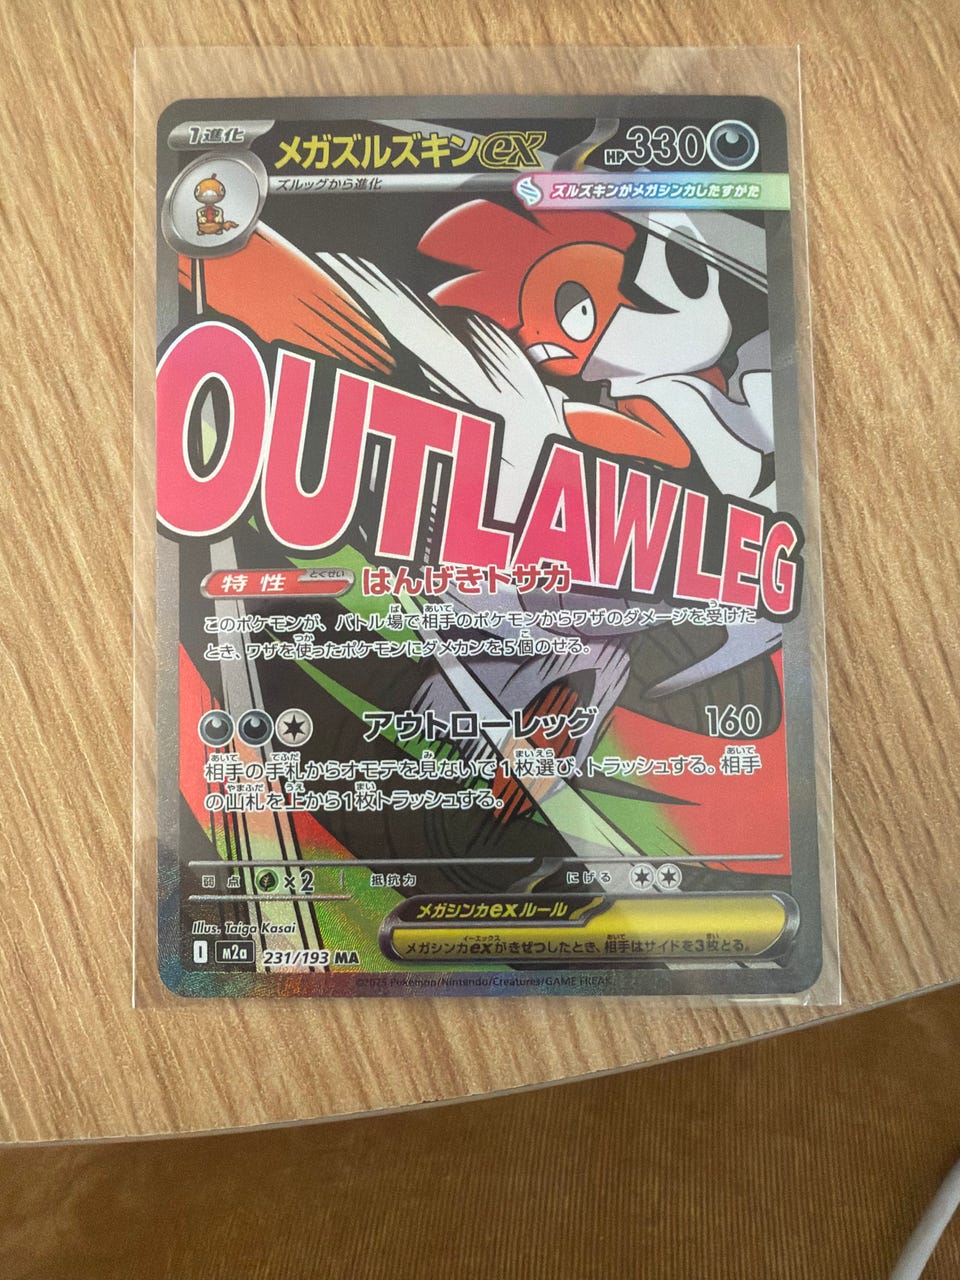 1進化
メガズルズキンex
HP330
ズルッグから進化
ズルズキンがメガシンカしたすがた
OUTLAW LEG
特性
とくせい
はんげきトサカ
このポケモンが、バトル場で相手のポケモンからワザのダメージを受けた
とき、ワザを使ったポケモンにダメカンを5個のせる。
アウトローレッグ 160
相手の手札からオモテを見ないで1枚選び、トラッシュする。相手
の山札を上から1枚トラッシュする。
弱点 ×2 抵抗力 にげる
メガシンカexルール
メガシンカexがきぜつしたとき、相手はサイドを3枚とる。
Illus. Taiga Kasai
I m2a 231/193 MA
©2025 Pokémon/Nintendo/Creatures/GAME FREAK.